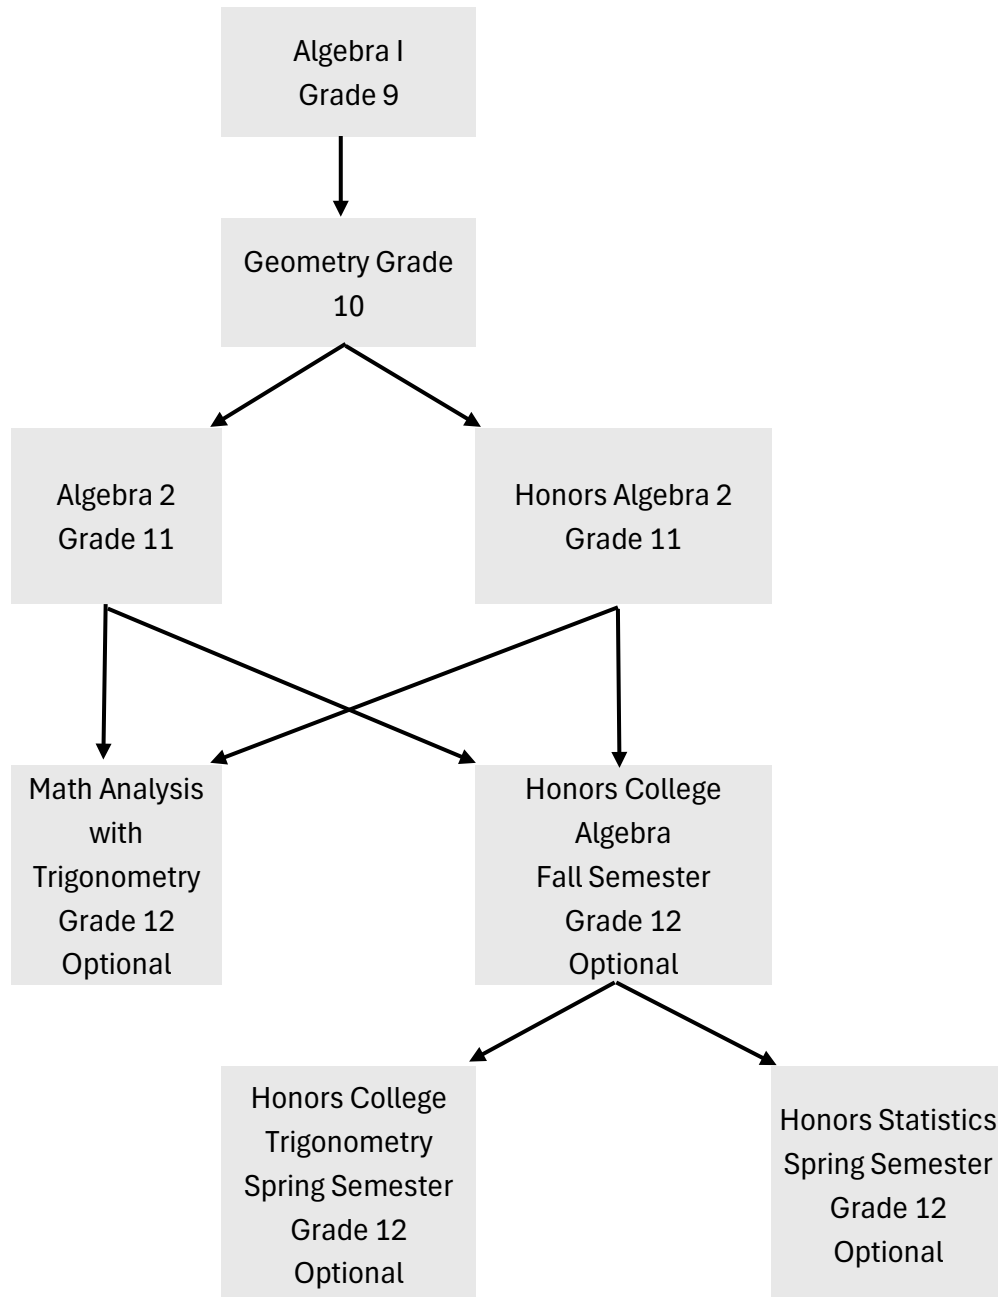 Algebra I
Grade 9
Geometry Grade
10
Algebra 2
Grade 11
Honors Algebra 2
Grade 11
Math Analysis
with
Trigonometry
Grade 12
Optional
Honors College
Algebra
Fall Semester
Grade 12
Optional
Honors College
Trigonometry
Spring Semester
Grade 12
Optional
Honors Statistics
Spring Semester
Grade 12
Optional